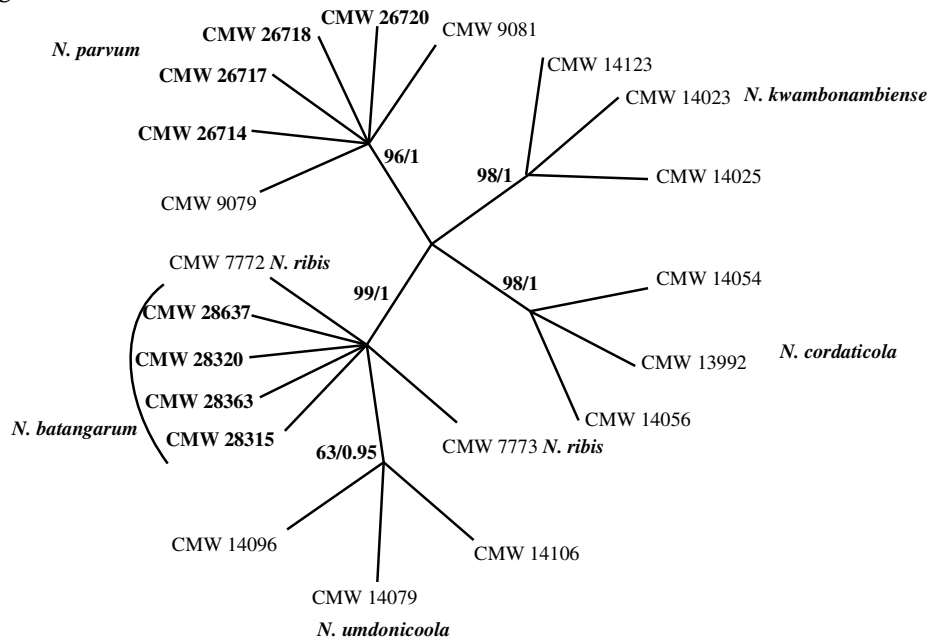 CMW 26720
CMW 26718
CMW 9081
N. parvum
CMW 14123
CMW 26717
CMW 14023 N. kwambonambiense
CMW 26714
96/1
98/1
CMW 14025
CMW 9079
CMW 7772 N. ribis
99/1
98/1
CMW 14054
CMW 28637
CMW 28320
CMW 13992
N. cordaticola
CMW 28363
CMW 14056
N. batangarum
CMW 28315
CMW 7773 N. ribis
63/0.95
CMW 14096
CMW 14106
CMW 14079
N. umdonicoola